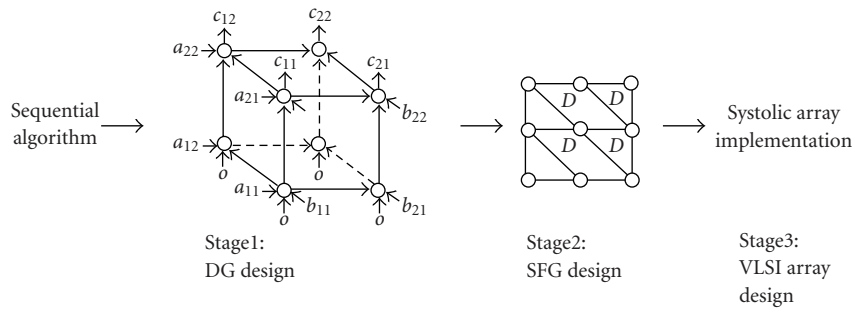 c12
c22
a22
c11
c21
a21
b22
Sequential
algorithm
a12
o
o
a11
b11
b21
o
o
D
D
D
D
Systolic array
implementation
Stage1:
DG design
Stage2:
SFG design
Stage3:
VLSI array
design